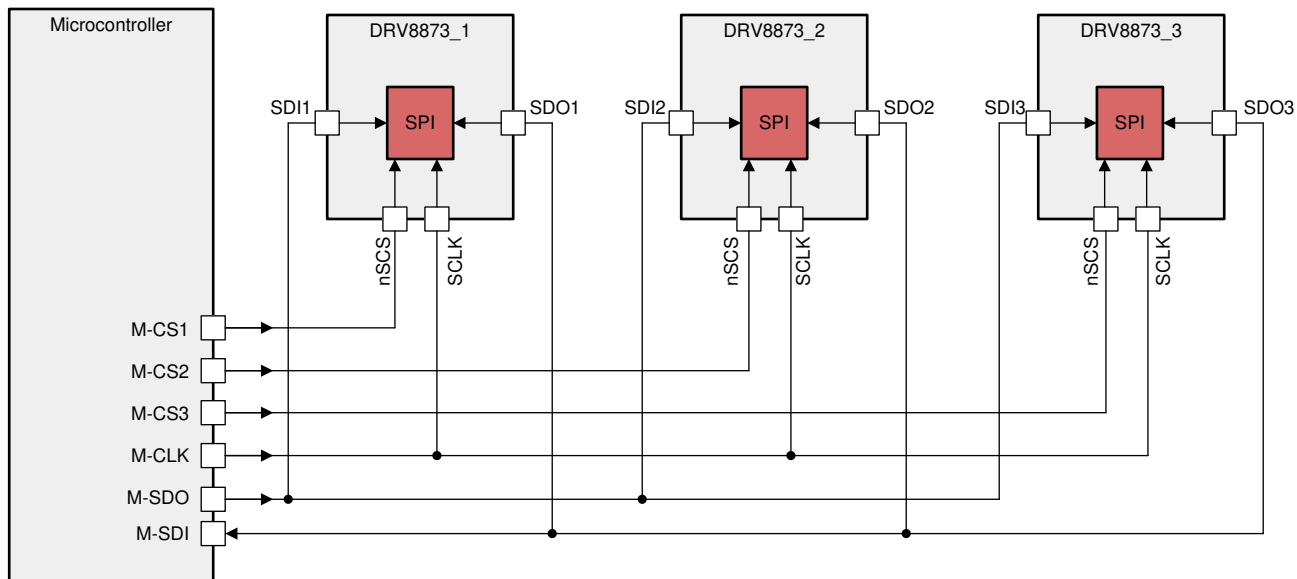 Microcontroller
DRV8873_1
DRV8873_2
DRV8873_3
SDI1
SPI
SDO1
SDI2
SPI
SDO2
SDI3
SPI
SDO3
nSCS
SCLK
nSCS
SCLK
nSCS
SCLK
M-CS1
M-CS2
M-CS3
M-CLK
M-SDO
M-SDI